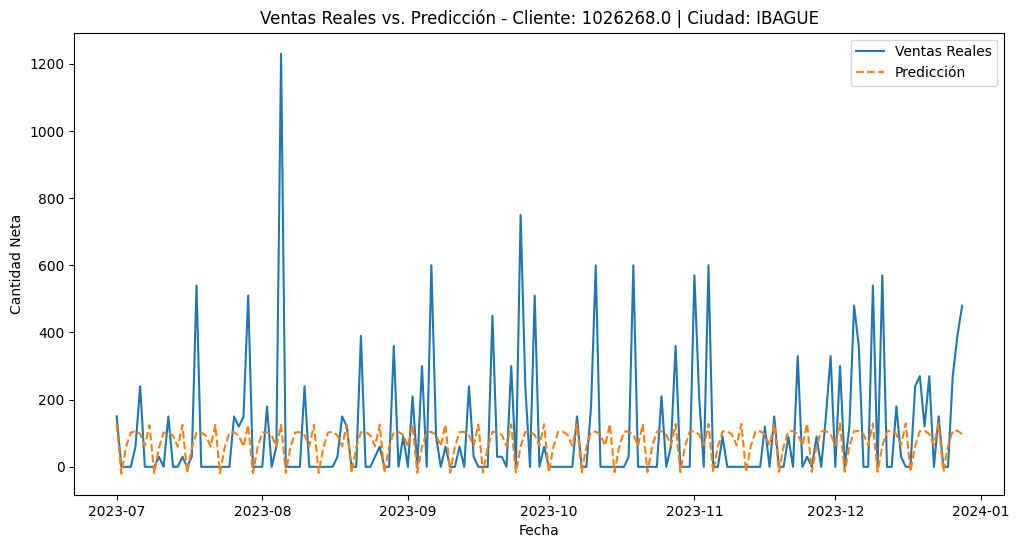 Ventas Reales vs. Predicción - Cliente: 1026268.0 | Ciudad: IBAGUE
Ventas Reales
Predicción
1200
1000
800
600
400
200
0
Cantidad Neta
2023-07 2023-08 2023-09 2023-10 2023-11 2023-12 2024-01
Fecha